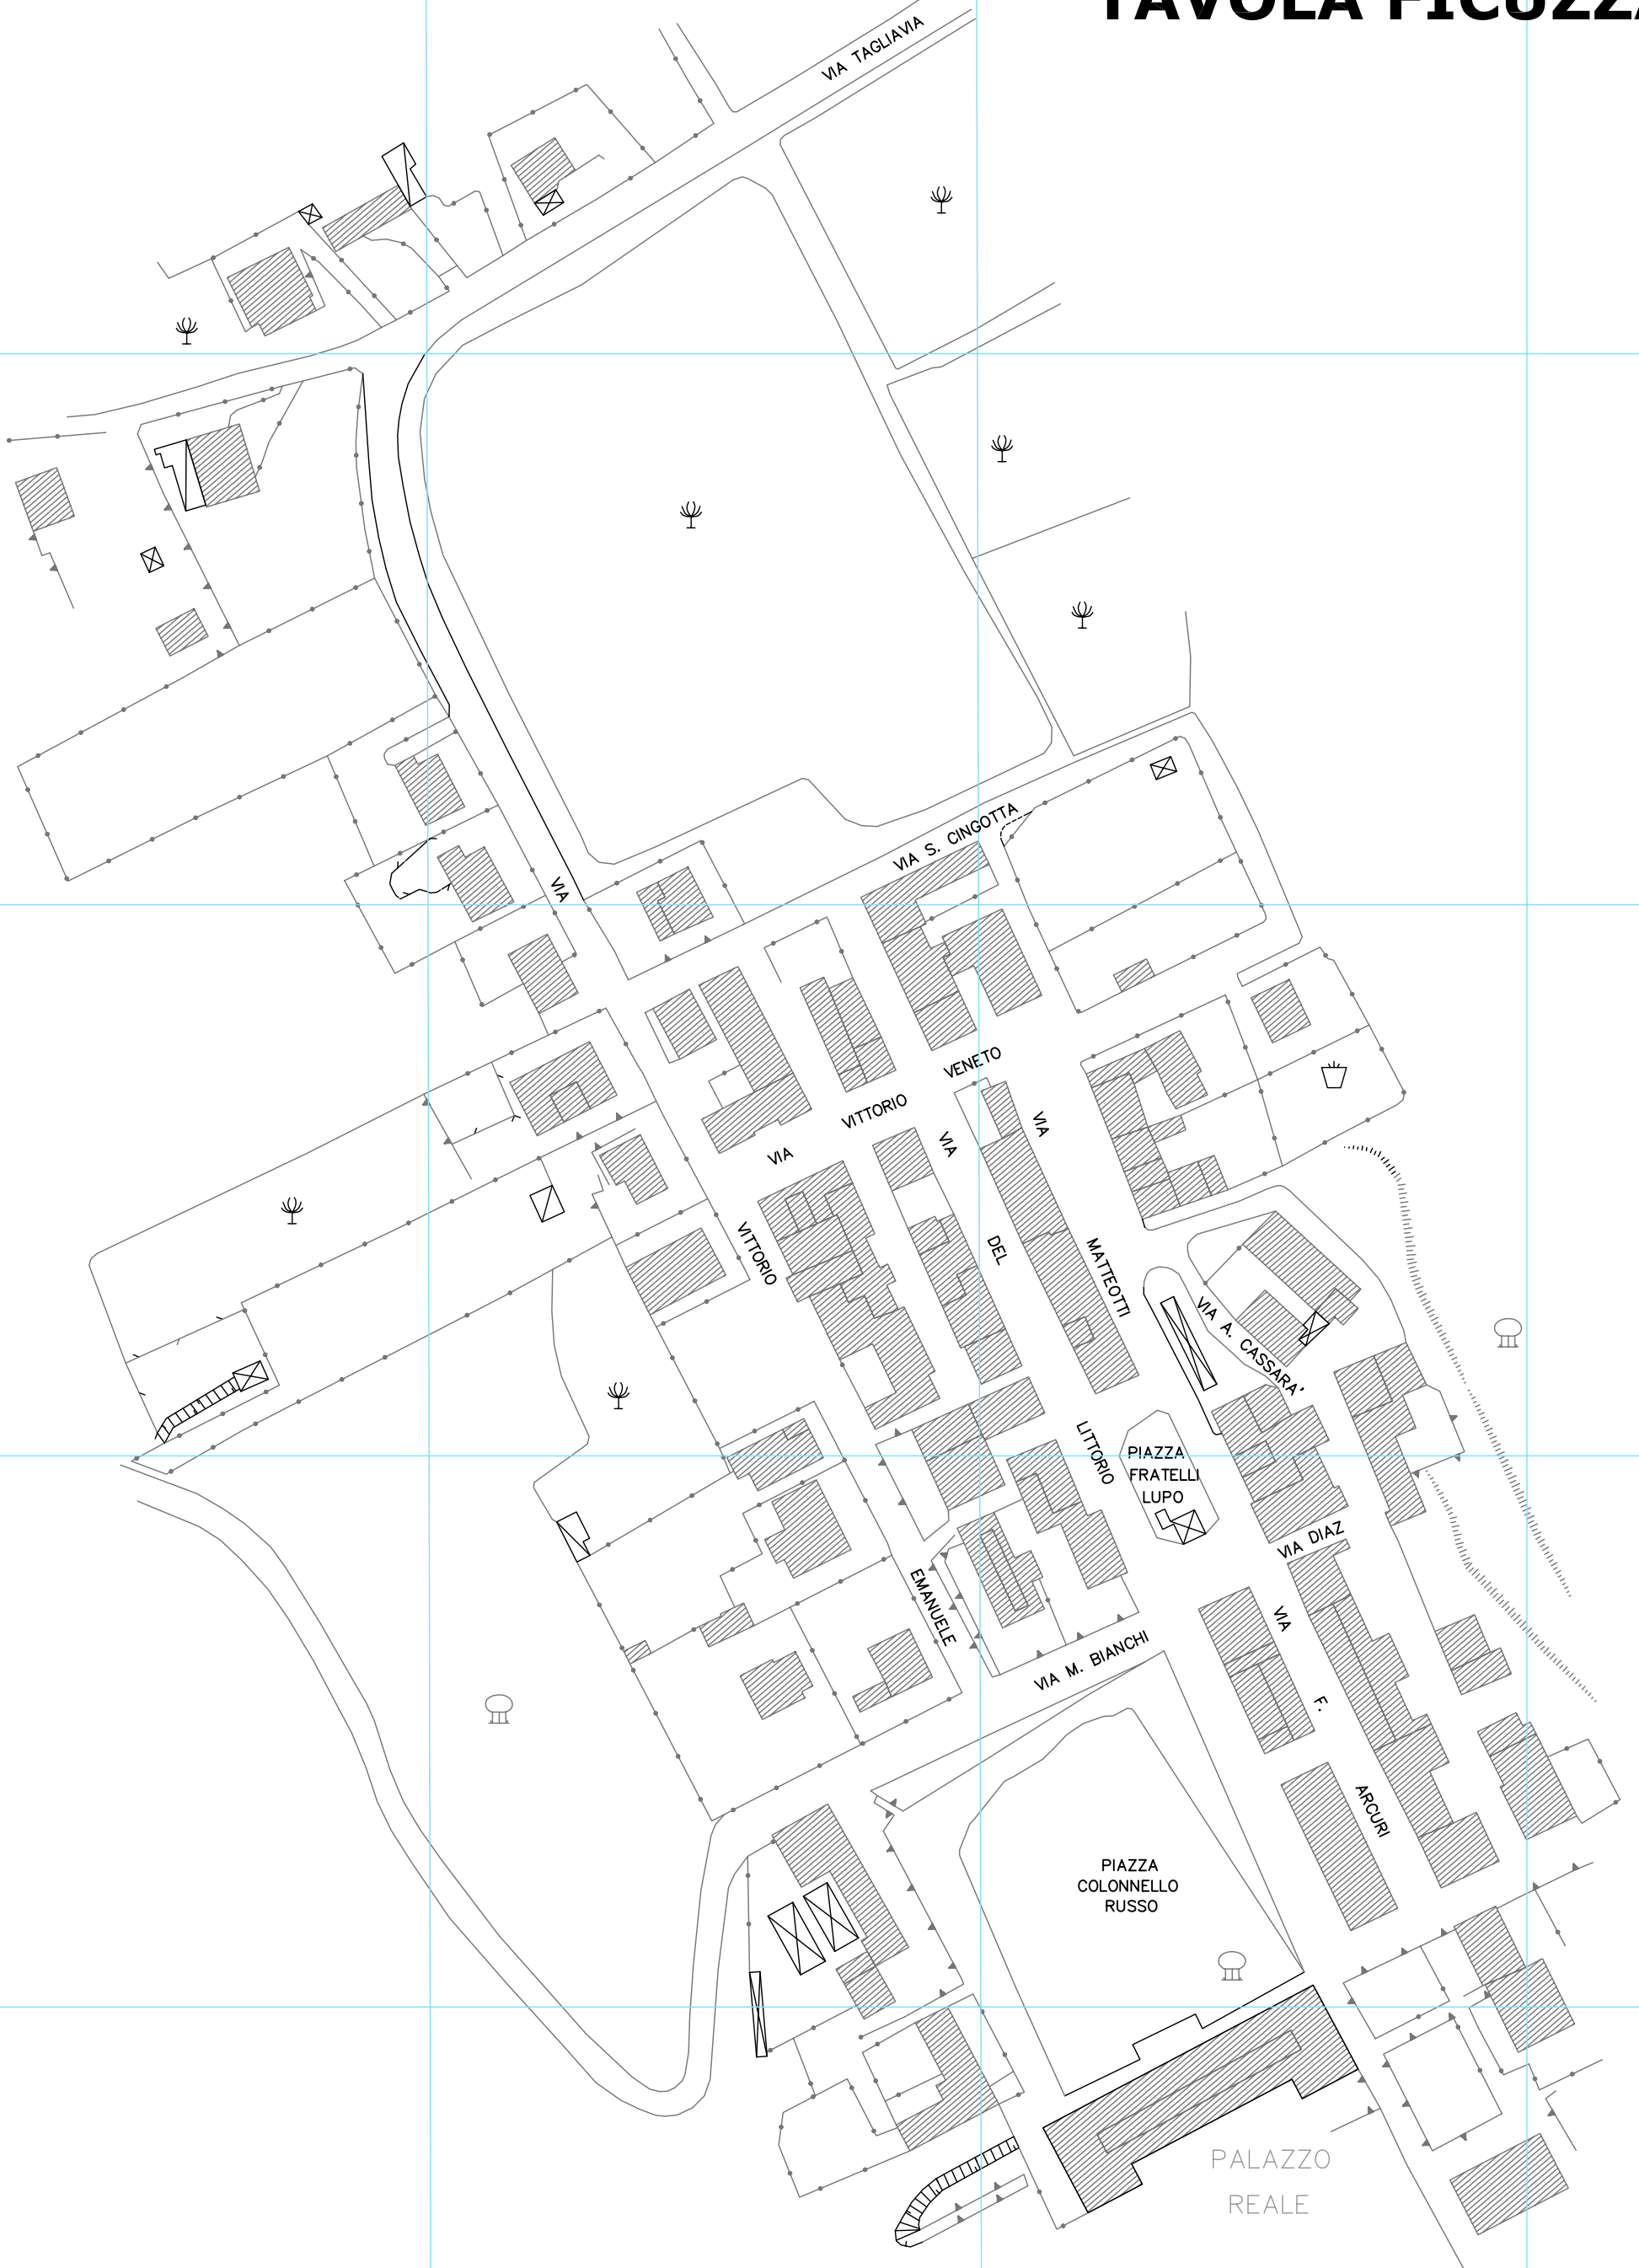 TAVOLA FICUZZA
VIA TAGLIAVIA
VIA S. CINGOTTA
VIA
VENETO
VITTORIO
VIA
VIA
VIA
VITTORIO
DEL
MATTEOTTI
VIA A. CASSARA'
LITTORIO
PIAZZA
FRATELLI
LUPO
VIA DIAZ
EMANUELE
VIA
VIA M. BIANCHI
F.
ARCURI
PIAZZA
COLONNELLO
RUSSO
PALAZZO
REALE